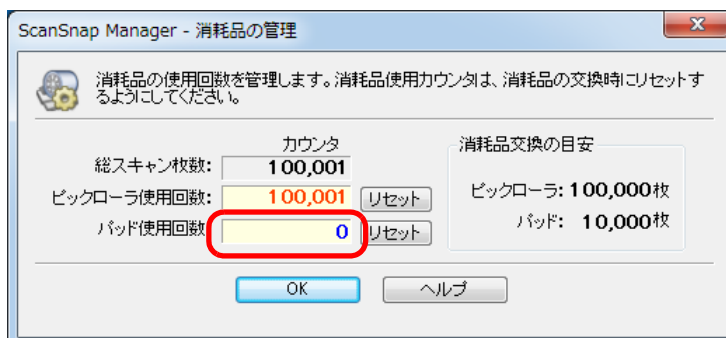 ScanSnap Manager - 消耗品の管理
消耗品の使用回数を管理します。消耗品使用カウンタは、消耗品の交換時にリセットす
るようにしてください。
カウンタ
総スキャン枚数: 100,001
ピックローラ使用回数: 100,001 リセット
パッド使用回数 0 リセット
消耗品交換の目安
ピックローラ: 100,000枚
パッド: 10,000枚
OK ヘルプ